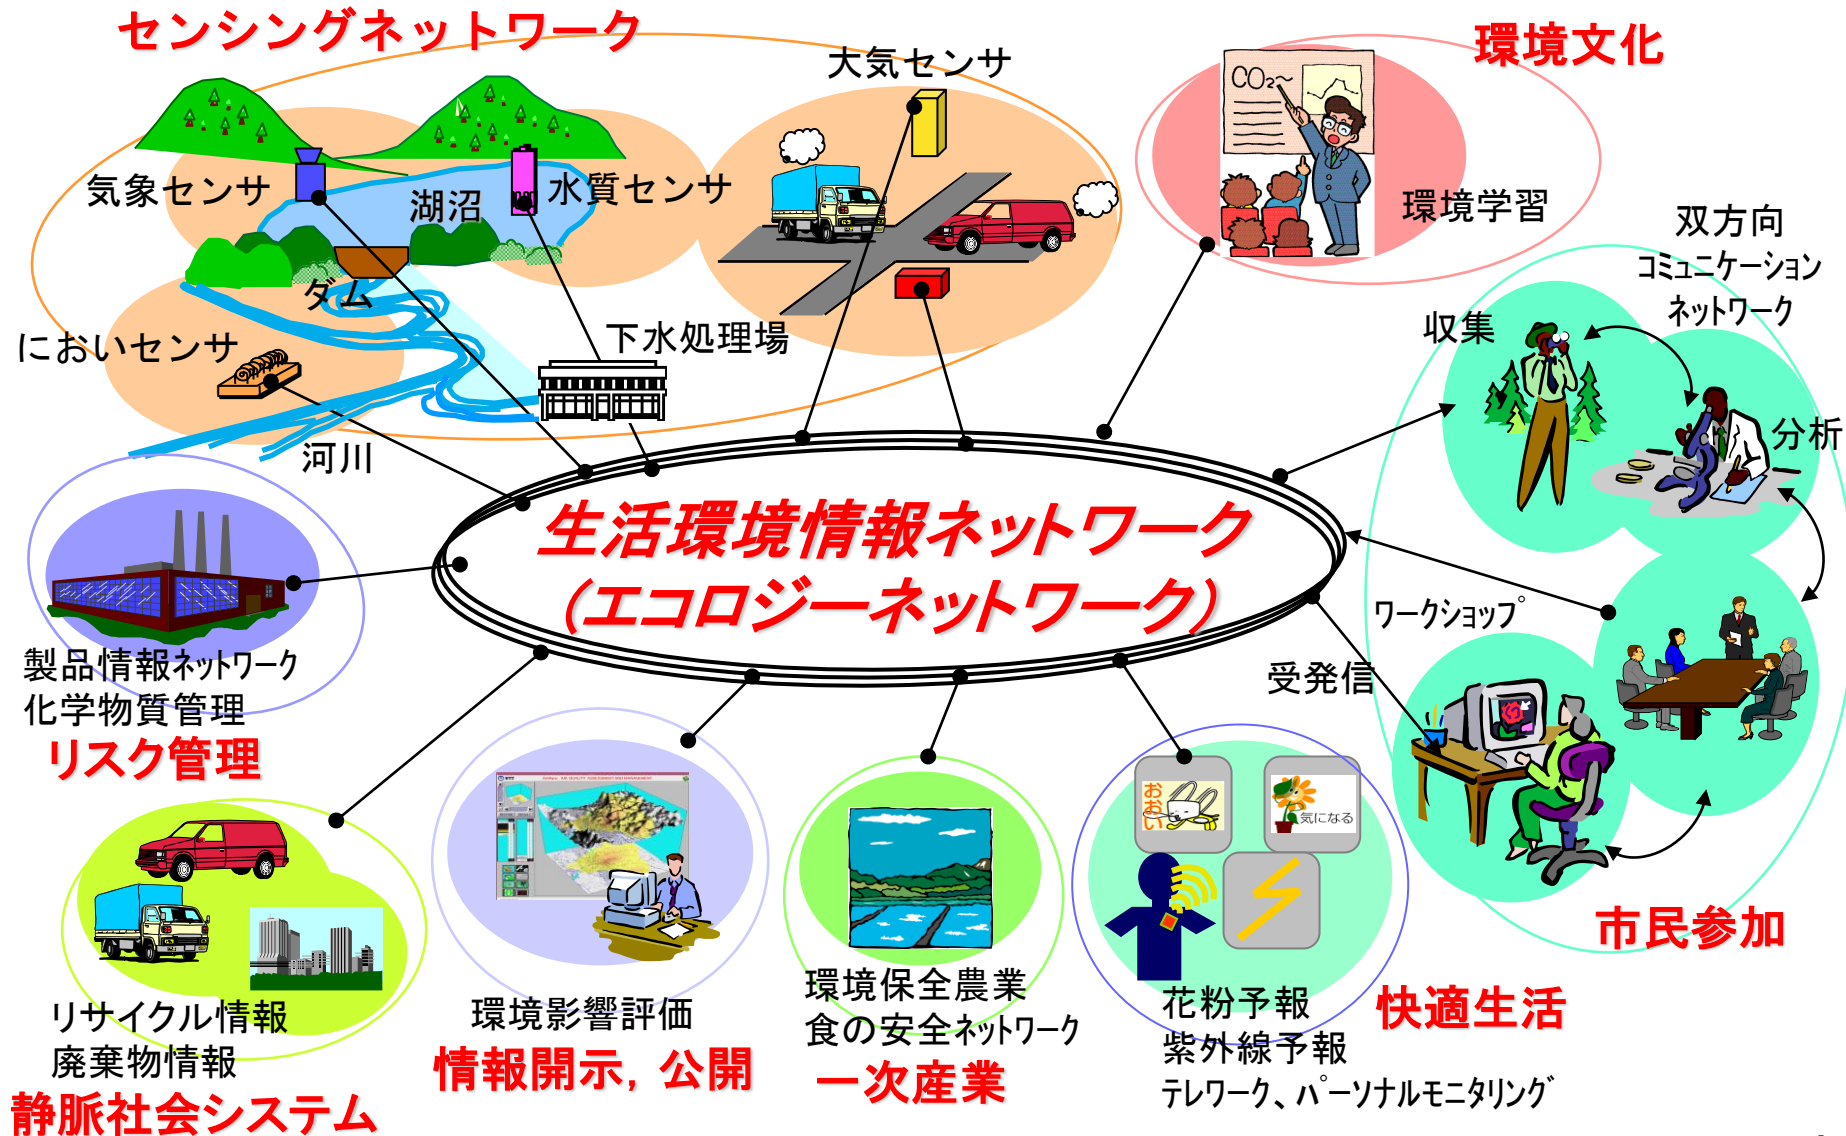 センシングネットワーク
環境文化
大気センサ
CO₂~
気象センサ
湖沼
水質センサ
環境学習
双方向
コミュニケーション
ネットワーク
ダム
収集
においセンサ
下水処理場
分析
河川
生活環境情報ネットワーク
(エコロジーネットワーク)
ワークショップ
受発信
製品情報ネットワーク
化学物質管理
リスク管理
おおい
気になる
市民参加
リサイクル情報
廃棄物情報
静脈社会システム
環境影響評価
情報開示，公開
環境保全農業
食の安全ネットワーク
一次産業
花粉予報
紫外線予報
テレワーク、パーソナルモニタリング
快適生活